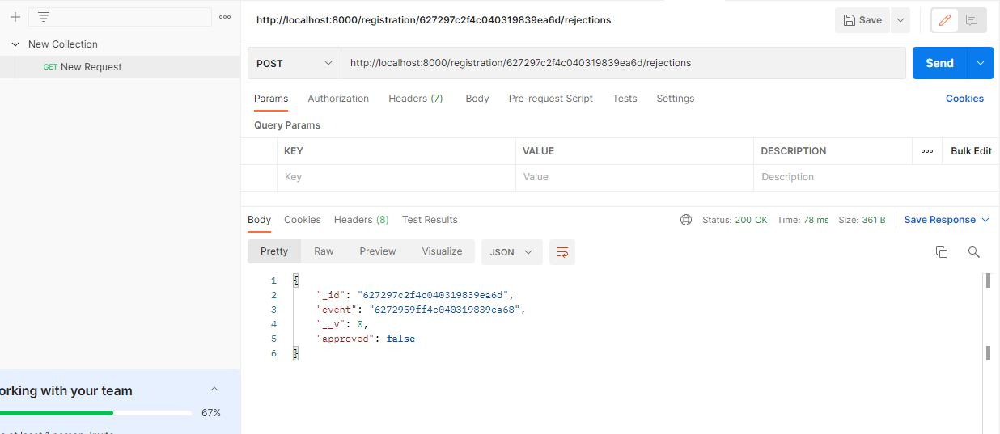 http://localhost:8000/registration/627297c2f4c040319839ea6d/rejections
Save
New Collection
GET New Request
POST
http://localhost:8000/registration/627297c2f4c040319839ea6d/rejections
Send
Params Authorization Headers (7) Body Pre-request Script Tests Settings Cookies
Query Params
KEY VALUE DESCRIPTION Bulk Edit
Key Value Description
Body Cookies Headers (8) Test Results Status: 200 OK Time: 78 ms Size: 361 B Save Response
Pretty Raw Preview Visualize JSON
1 {
2 "_id": "627297c2f4c040319839ea6d",
3 "event": "6272959ff4c040319839ea68",
4 "__v": 0,
5 "approved": false
6 }
orking with your team
67%